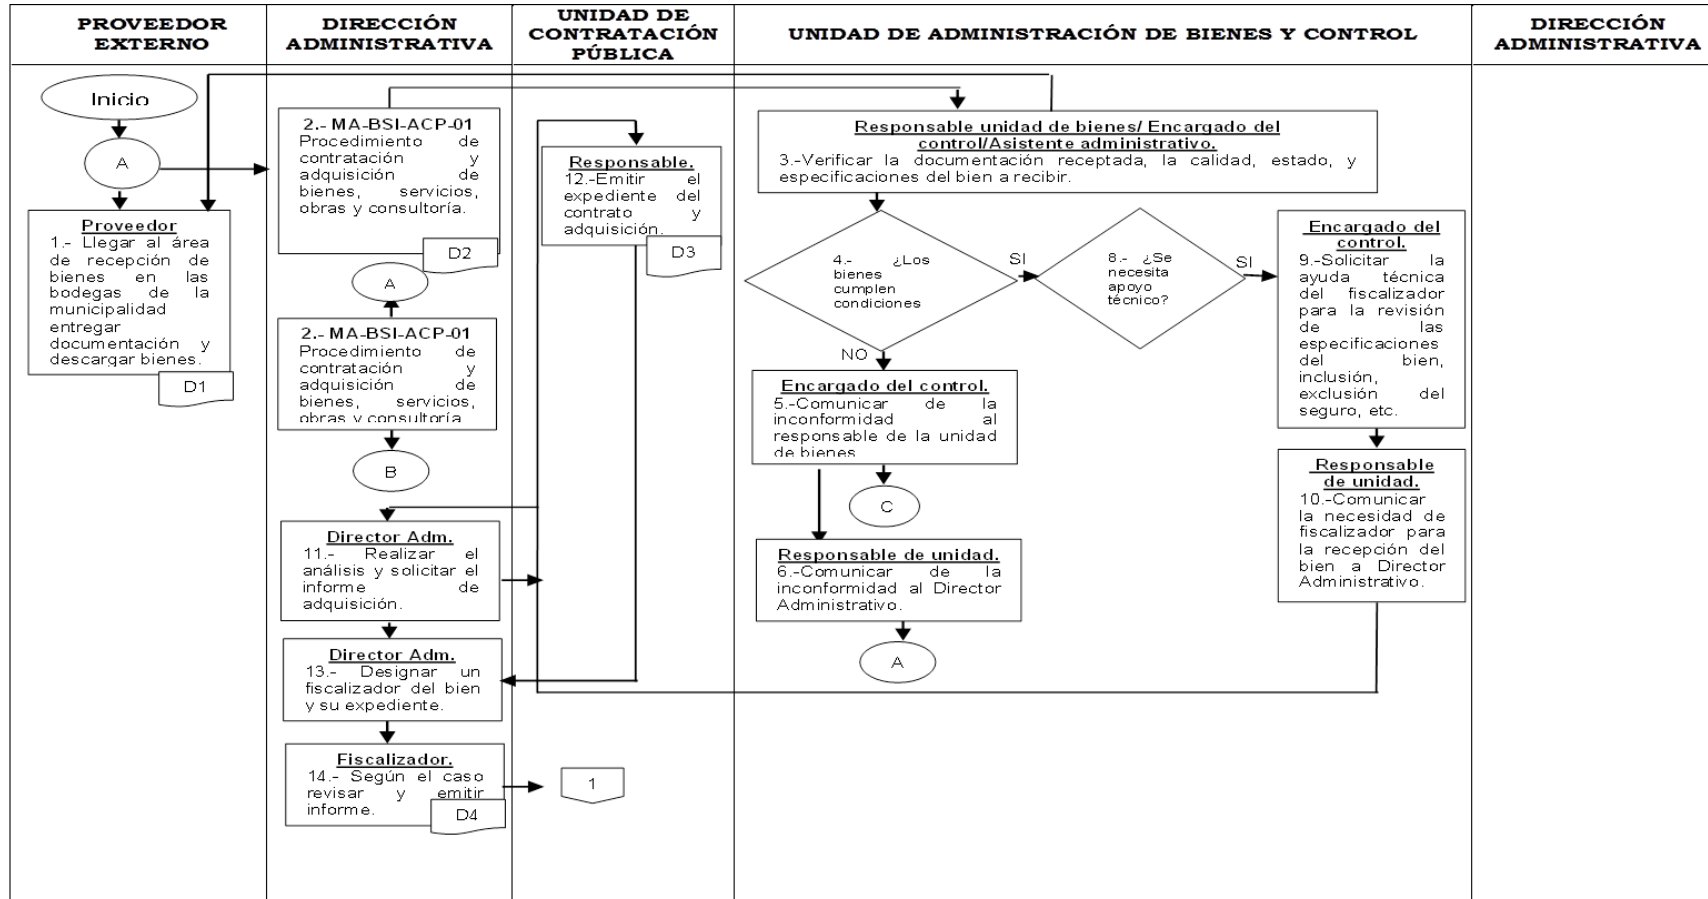 PROVEEDOR
EXTERNO
DIRECCIÓN
ADMINISTRATIVA
UNIDAD DE
CONTRATACIÓN
PÚBLICA
UNIDAD DE ADMINISTRACIÓN DE BIENES Y CONTROL
DIRECCIÓN
ADMINISTRATIVA
Inicio
A
Proveedor
1.- Llegar al área
de recepción de
bienes en las
bodegas de la
municipalidad
entregar
documentación y
descargar bienes.
D1
2.- MA-BSI-ACP-01
Procedimiento de
contratación y
adquisición de
bienes, servicios,
obras y consultoría.
D2
A
2.- MA-BSI-ACP-01
Procedimiento de
contratación y
adquisición de
bienes, servicios,
obras y consultoría
B
Director Adm.
11.- Realizar el
análisis y solicitar el
informe de
adquisición.
Director Adm.
13.- Designar un
fiscalizador del bien
y su expediente.
Fiscalizador.
14.- Según el caso
revisar y emitir
informe.
D4
Responsable.
12.-Emitir el
expediente del
contrato y
adquisición.
D3
1
Responsable unidad de bienes/ Encargado del
control/Asistente administrativo.
3.-Verificar la documentación receptada, la calidad, estado, y
especificaciones del bien a recibir.
4.- ¿Los
bienes
cumplen
condiciones
SI
NO
8.- ¿Se
necesita
apoyo
técnico?
SI
Encargado del control.
5.-Comunicar de la
inconformidad al
responsable de la unidad
de bienes
C
Responsable de unidad.
6.-Comunicar de la
inconformidad al Director
Administrativo.
A
Encargado del
control.
9.-Solicitar la
ayuda técnica
del fiscalizador
para la revisión
de las
especificaciones
del bien,
inclusión,
exclusión del
seguro, etc.
Responsable
de unidad.
10.-Comunicar
la necesidad de
fiscalizador para
la recepción del
bien a Director
Administrativo.